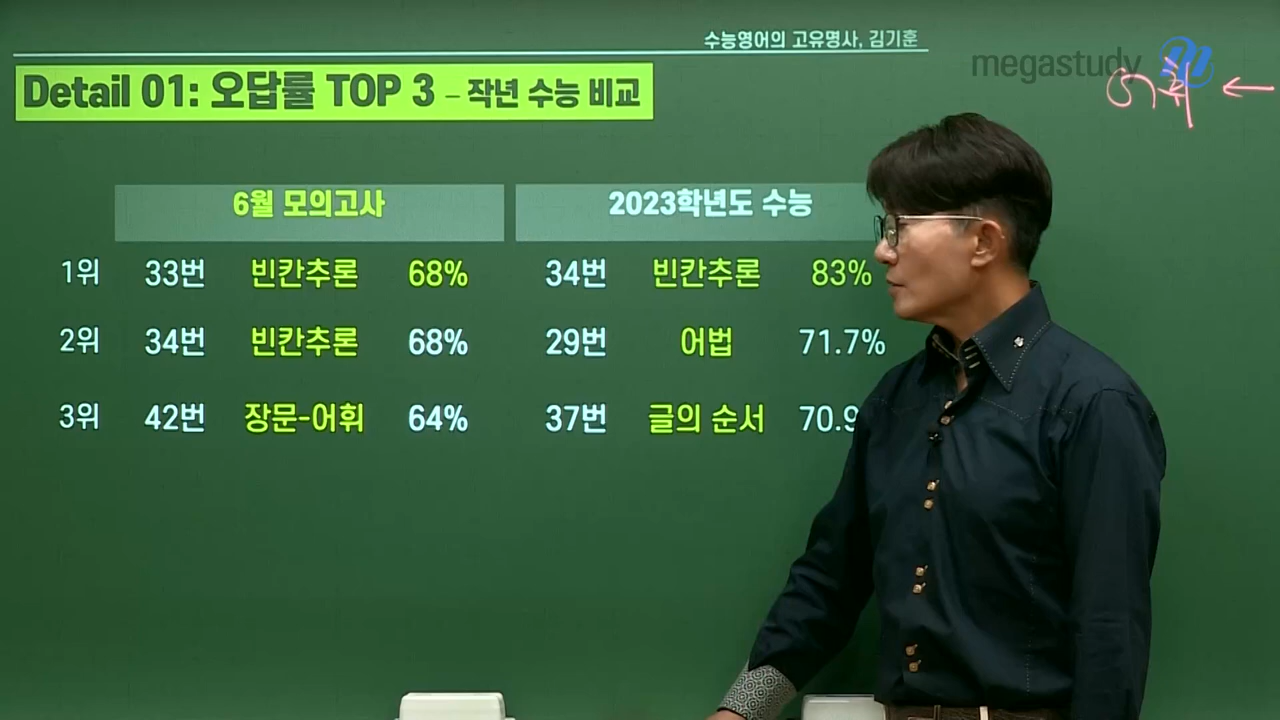 수능영어의 고유명사, 김기훈
megastudy
어휘 ←
Detail 01: 오답률 TOP 3 – 작년 수능 비교
6월 모의고사 2023학년도 수능
1위 33번 빈칸추론 68% 34번 빈칸추론 83%
2위 34번 빈칸추론 68% 29번 어법 71.7%
3위 42번 장문-어휘 64% 37번 글의 순서 70.9